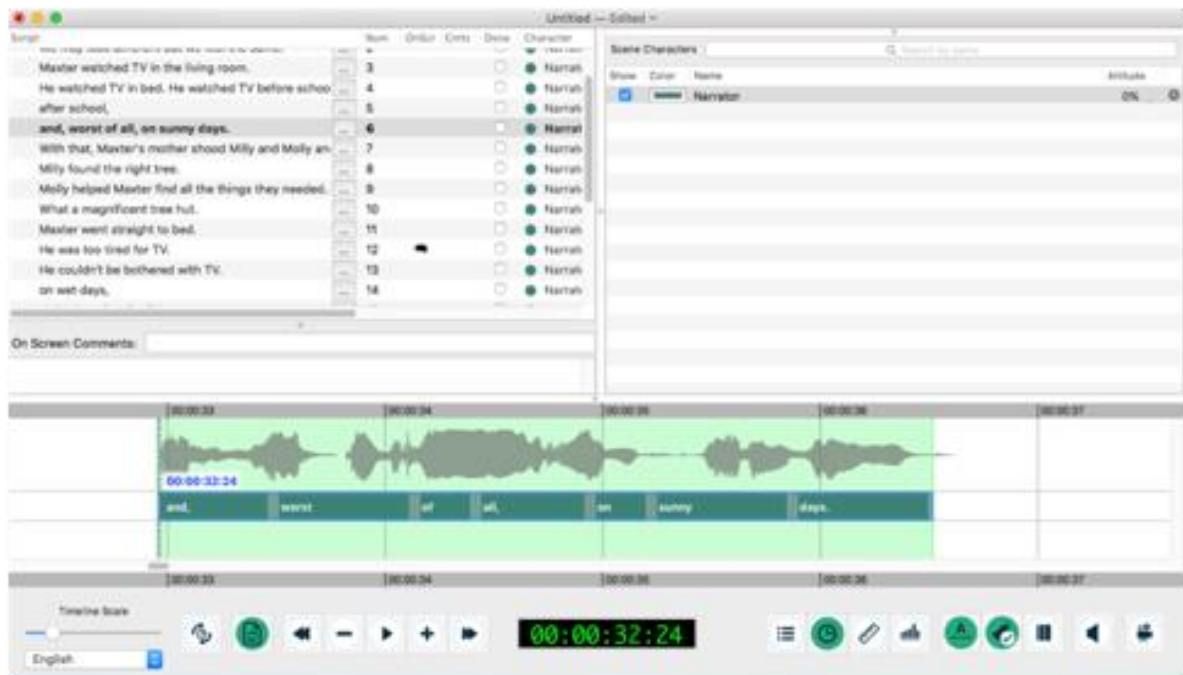 Untitled — Edited
Script Num OnScr Cmts Done Character
Maxter watched TV in the living room. ... 3 Narrat
He watched TV in bed. He watched TV before schoo ... 4 Narrat
after school, ... 5 Narrat
and, worst of all, on sunny days. ... 6 Narrat
With that, Maxter's mother shood Milly and Molly an ... 7 Narrat
Milly found the right tree. ... 8 Narrat
Molly helped Maxter find all the things they needed. ... 9 Narrat
What a magnificent tree hut. ... 10 Narrat
Maxter went straight to bed. ... 11 Narrat
He was too tired for TV. ... 12 Narrat
He couldn't be bothered with TV. ... 13 Narrat
on wet days, ... 14 Narrat
On Screen Comments:
Scene Characters Search by name
Show Color Name Altitude
Narrator 0%
00:00:33 00:00:34 00:00:35 00:00:36 00:00:37
00:00:32:24
and, worst of all, on sunny days.
00:00:33 00:00:34 00:00:35 00:00:36 00:00:37
Timeline Scale
English
00:00:32:24
A